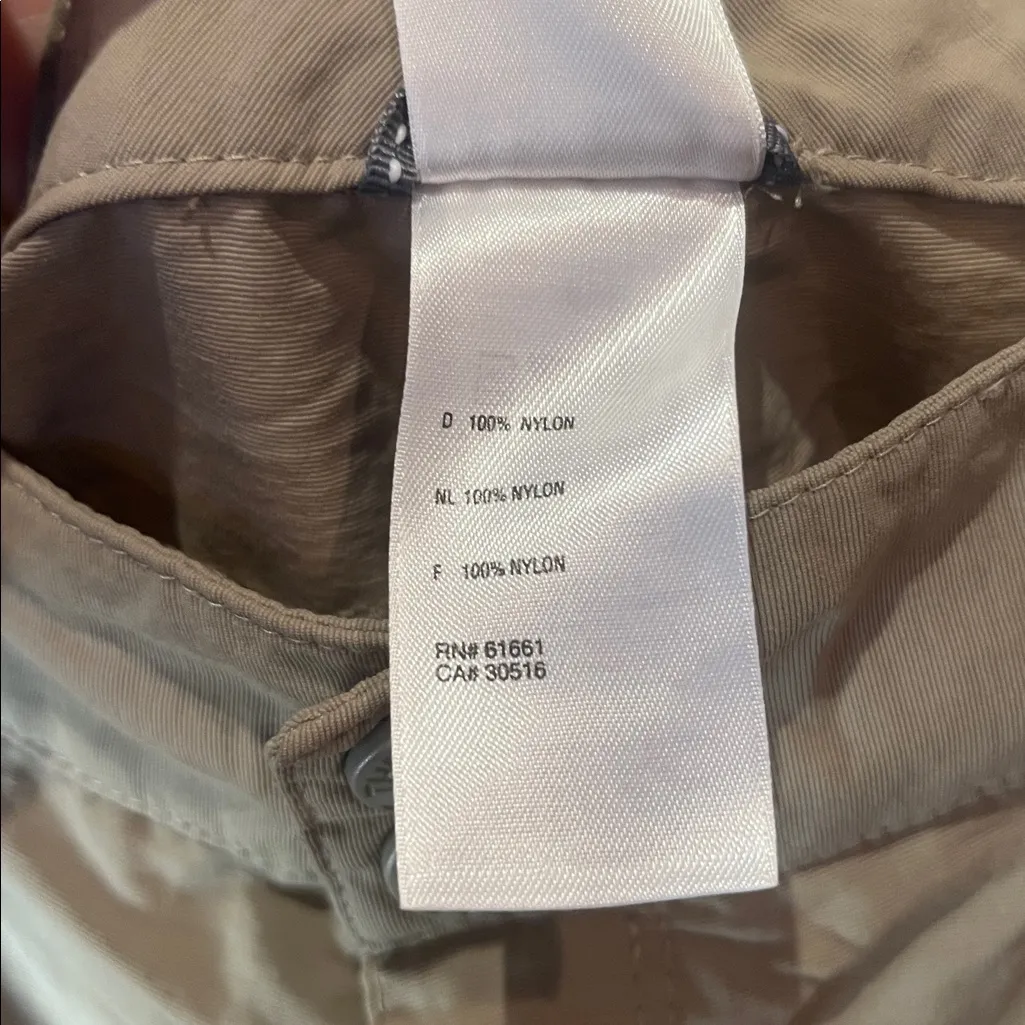 D 100% NYLON
NL 100% NYLON
F 100% NYLON
RN# 61661
CA# 30516